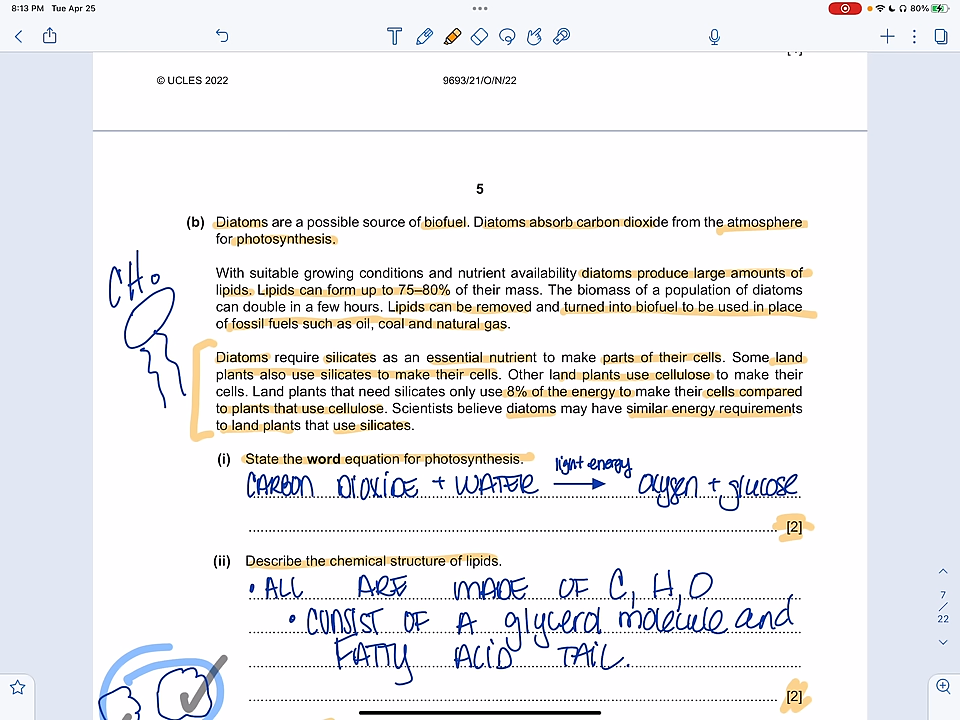 8:13 PM Tue Apr 25
80%
© UCLES 2022
9693/21/O/N/22
5
(b) Diatoms are a possible source of biofuel. Diatoms absorb carbon dioxide from the atmosphere
for photosynthesis.
CHO
With suitable growing conditions and nutrient availability diatoms produce large amounts of
lipids. Lipids can form up to 75–80% of their mass. The biomass of a population of diatoms
can double in a few hours. Lipids can be removed and turned into biofuel to be used in place
of fossil fuels such as oil, coal and natural gas.
Diatoms require silicates as an essential nutrient to make parts of their cells. Some land
plants also use silicates to make their cells. Other land plants use cellulose to make their
cells. Land plants that need silicates only use 8% of the energy to make their cells compared
to plants that use cellulose. Scientists believe diatoms may have similar energy requirements
to land plants that use silicates.
(i) State the word equation for photosynthesis.
light energy
CARBON DIOXIDE + WATER → oxygen + glucose
[2]
(ii) Describe the chemical structure of lipids.
• ALL ARE MADE OF C, H, O
• CONSIST OF A glycerol molecule and
FATTY ACID TAIL.
[2]
7
/
22